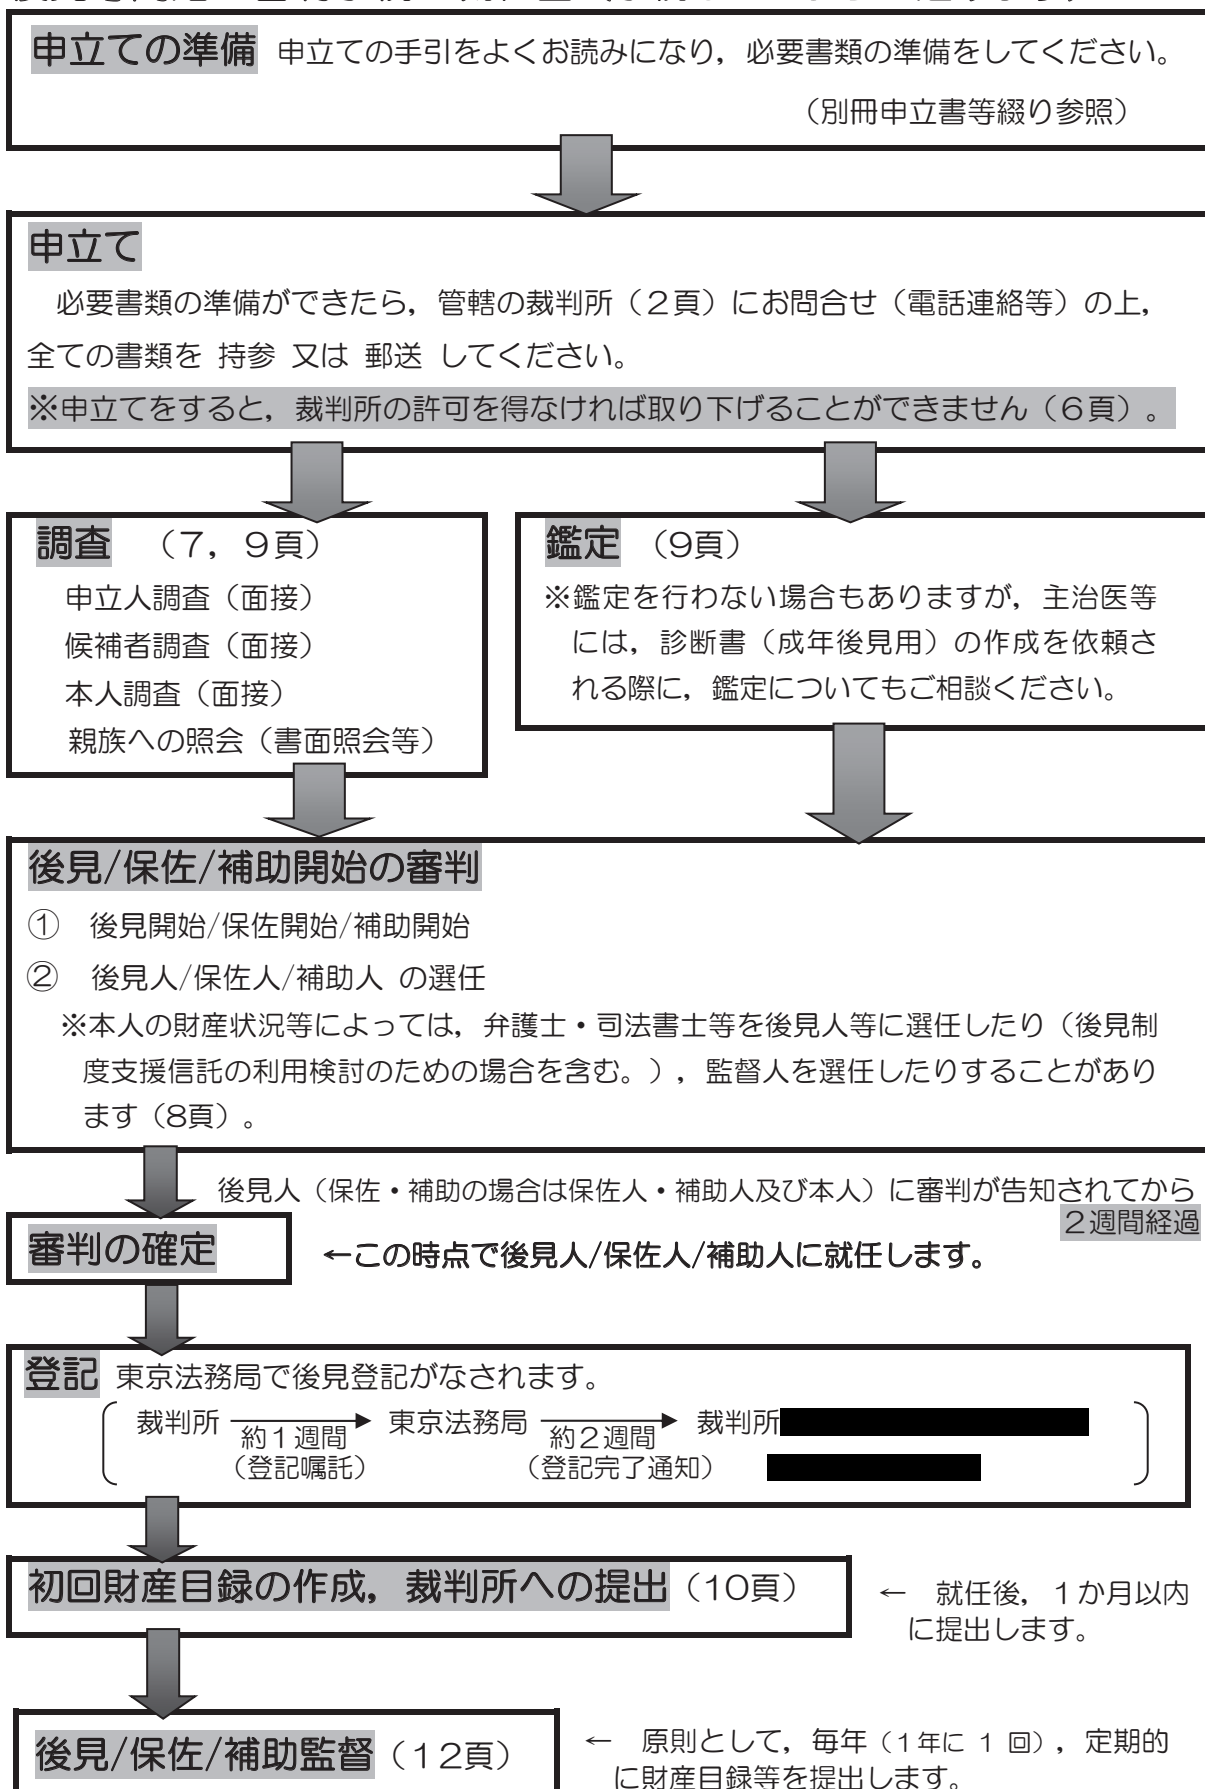 申立ての準備 申立ての手引をよくお読みになり，必要書類の準備をしてください。
（別冊申立書等綴り参照）
申立て
必要書類の準備ができたら，管轄の裁判所（２頁）にお問合せ（電話連絡等）の上，
全ての書類を 持参 又は 郵送 してください。
※申立てをすると，裁判所の許可を得なければ取り下げることができません（６頁）。
調査 （７，９頁）
申立人調査（面接）
候補者調査（面接）
本人調査（面接）
親族への照会（書面照会等）
鑑定 （９頁）
※鑑定を行わない場合もありますが，主治医等
には，診断書（成年後見用）の作成を依頼さ
れる際に，鑑定についてもご相談ください。
後見/保佐/補助開始の審判
① 後見開始/保佐開始/補助開始
② 後見人/保佐人/補助人 の選任
※本人の財産状況等によっては，弁護士・司法書士等を後見人等に選任したり（後見制
度支援信託の利用検討のための場合を含む。），監督人を選任したりすることがあり
ます（８頁）。
後見人（保佐・補助の場合は保佐人・補助人及び本人）に審判が告知されてから
２週間経過
審判の確定 ←この時点で後見人/保佐人/補助人に就任します。
登記 東京法務局で後見登記がなされます。
裁判所 → 東京法務局 → 裁判所
約１週間 約２週間
（登記嘱託） （登記完了通知）
初回財産目録の作成，裁判所への提出（１０頁）
← 就任後，１か月以内
に提出します。
後見/保佐/補助監督（１２頁）
← 原則として，毎年（１年に １ 回），定期的
に財産目録等を提出します。